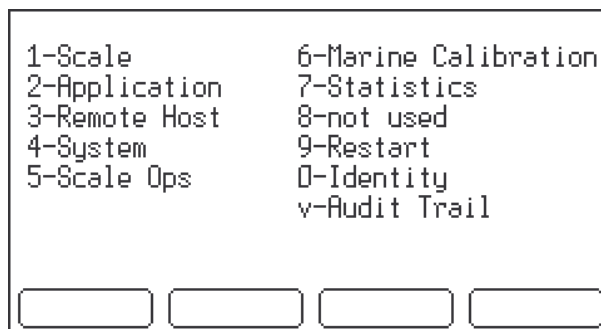 1-Scale
2-Application
3-Remote Host
4-System
5-Scale Ops
6-Marine Calibration
7-Statistics
8-not used
9-Restart
0-Identity
v-Audit Trail